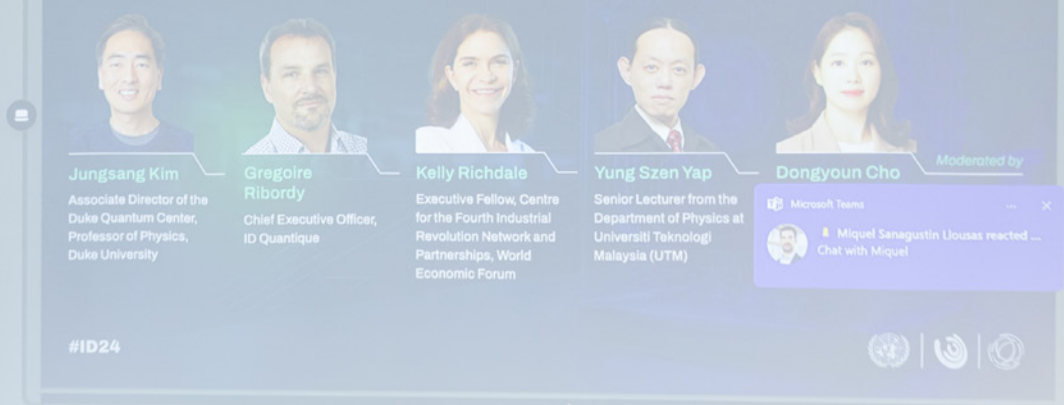 Jungsang Kim
Associate Director of the
Duke Quantum Center,
Professor of Physics,
Duke University
Gregoire
Ribordy
Chief Executive Officer,
ID Quantique
Kelly Richdale
Executive Fellow, Centre
for the Fourth Industrial
Revolution Network and
Partnerships, World
Economic Forum
Yung Szen Yap
Senior Lecturer from the
Department of Physics at
Universiti Teknologi
Malaysia (UTM)
Moderated by
Dongyoun Cho
Microsoft Teams
Miquel Sanagustin Llousas reacted ...
Chat with Miquel
#ID24